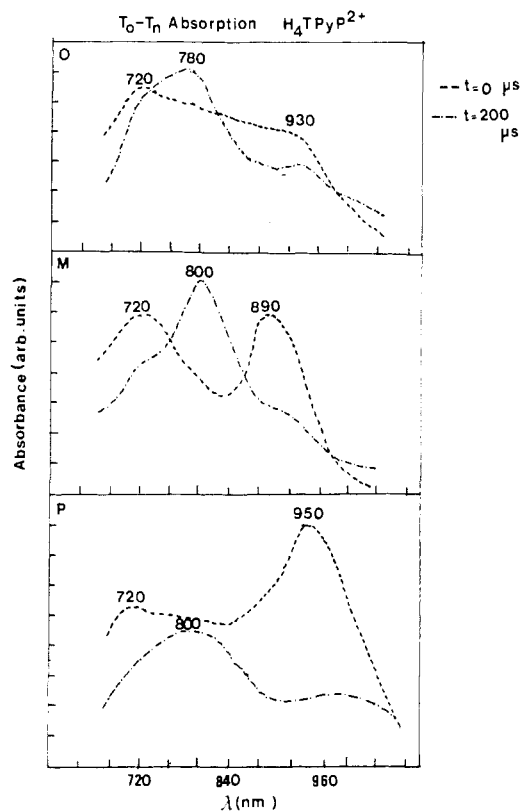 T₀-Tₙ Absorption H₄TPyP²⁺
O
720
780
930
--- t=0 μs
-·-·- t=200 μs
M
720
800
890
Absorbance (arb. units)
P
720
800
950
720 840 960
λ(nm)